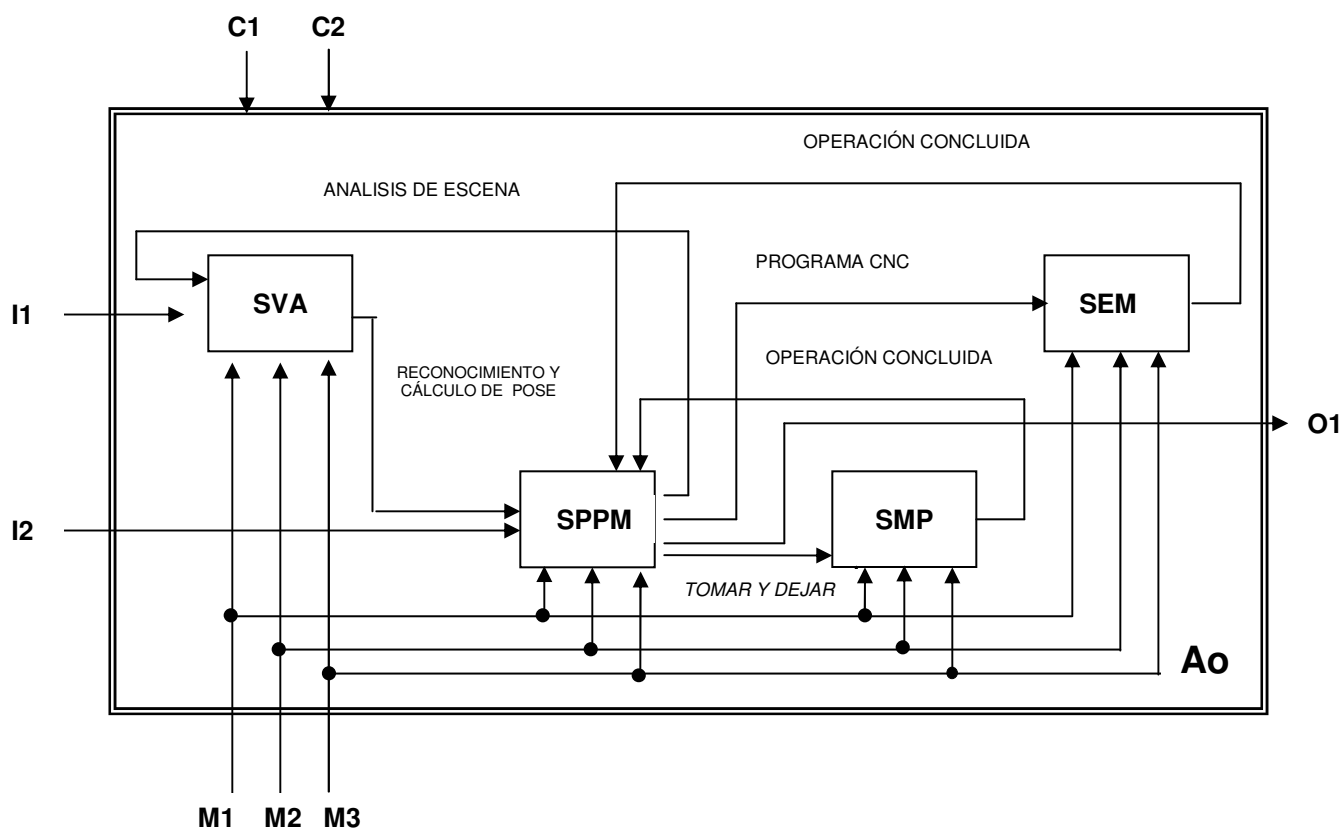 C1 C2
OPERACIÓN CONCLUIDA
ANALISIS DE ESCENA
PROGRAMA CNC
SVA
SEM
I1
OPERACIÓN CONCLUIDA
RECONOCIMIENTO Y
CÁLCULO DE POSE
O1
SPPM
SMP
I2
TOMAR Y DEJAR
Ao
M1 M2 M3